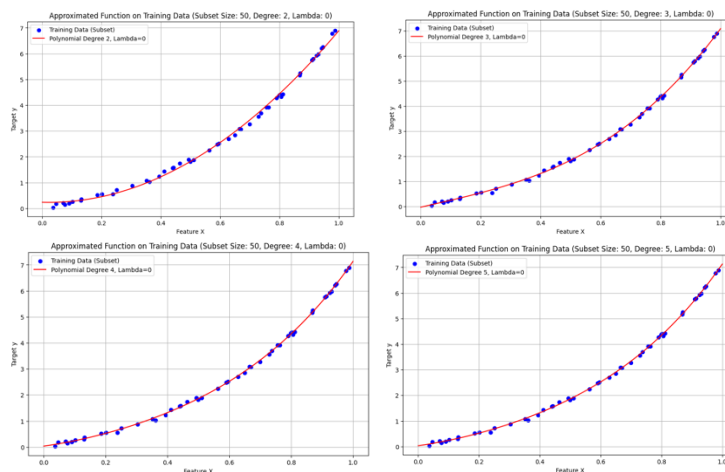 Approximated Function on Training Data (Subset Size: 50, Degree: 2, Lambda: 0)
Training Data (Subset)
Polynomial Degree 2, Lambda=0
Target y
7
6
5
4
3
2
1
0
0.0 0.2 0.4 0.6 0.8 1.0
Feature X
Approximated Function on Training Data (Subset Size: 50, Degree: 3, Lambda: 0)
Training Data (Subset)
Polynomial Degree 3, Lambda=0
Target y
7
6
5
4
3
2
1
0
0.0 0.2 0.4 0.6 0.8 1.0
Feature X
Approximated Function on Training Data (Subset Size: 50, Degree: 4, Lambda: 0)
Training Data (Subset)
Polynomial Degree 4, Lambda=0
Target y
7
6
5
4
3
2
1
0
0.0 0.2 0.4 0.6 0.8 1.0
Feature X
Approximated Function on Training Data (Subset Size: 50, Degree: 5, Lambda: 0)
Training Data (Subset)
Polynomial Degree 5, Lambda=0
Target y
7
6
5
4
3
2
1
0
0.0 0.2 0.4 0.6 0.8 1.0
Feature X